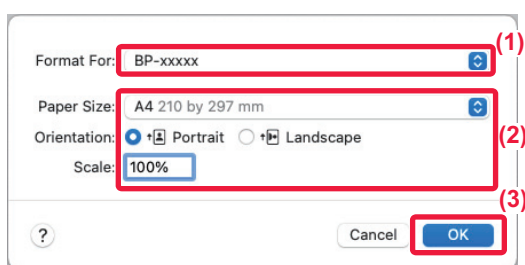 (1)
Format For: BP-xxxxx
Paper Size: A4 210 by 297 mm
Orientation: Portrait Landscape
(2)
Scale: 100%
(3)
? Cancel OK